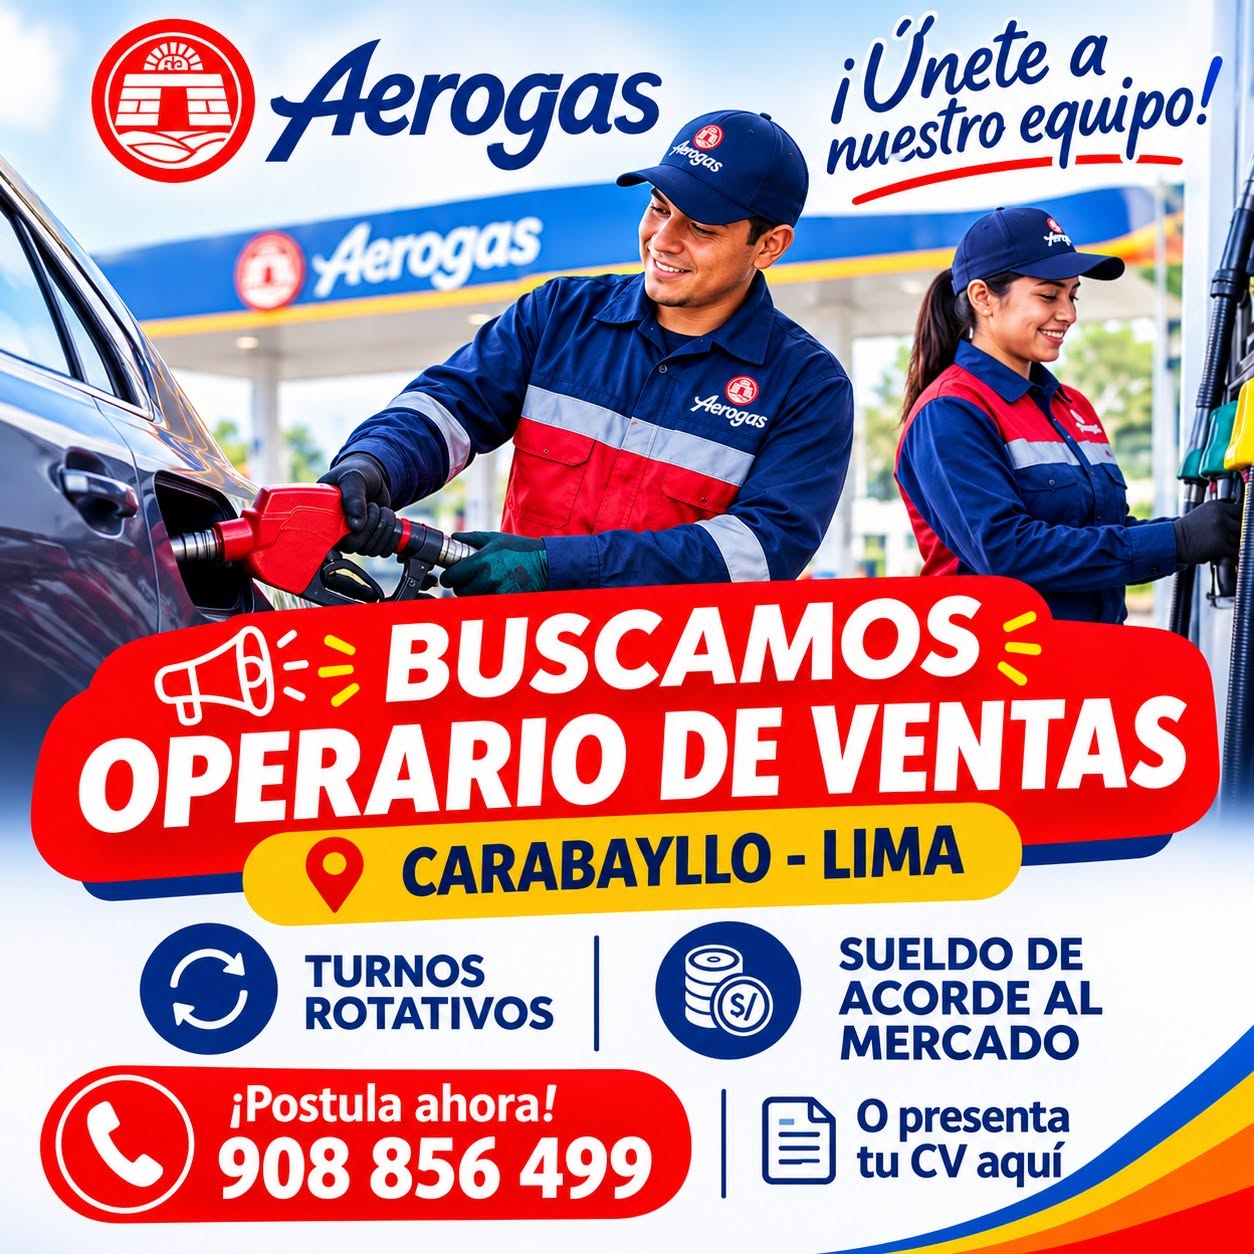 Aerogas
¡Únete a
nuestro equipo!
Aerogas
Aerogas
Aerogas
BUSCAMOS
OPERARIO DE VENTAS
CARABAYLLO - LIMA
TURNOS
ROTATIVOS
S/
SUELDO DE
ACORDE AL
MERCADO
¡Postula ahora!
908 856 499
O presenta
tu CV aquí